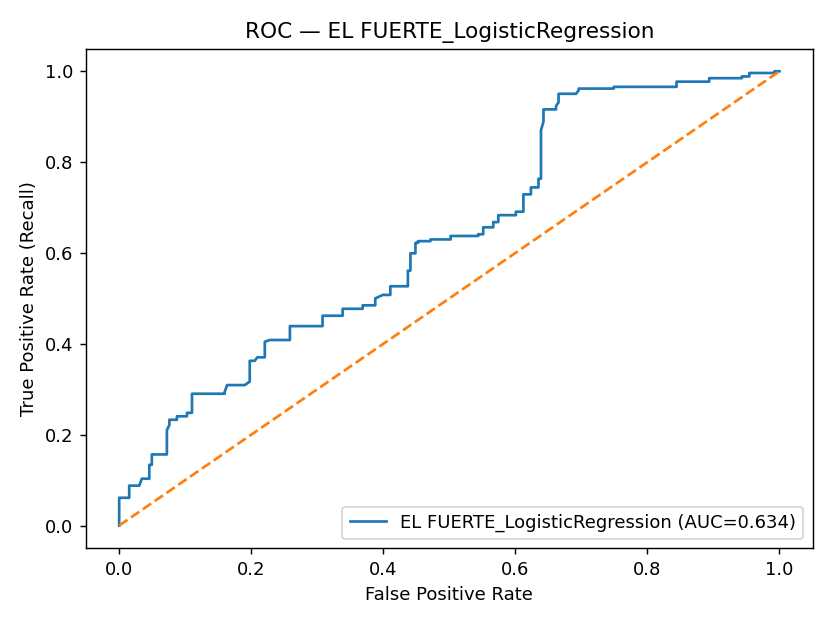 ROC — EL FUERTE_LogisticRegression
True Positive Rate (Recall)
1.0
0.8
0.6
0.4
0.2
0.0
EL FUERTE_LogisticRegression (AUC=0.634)
0.0 0.2 0.4 0.6 0.8 1.0
False Positive Rate